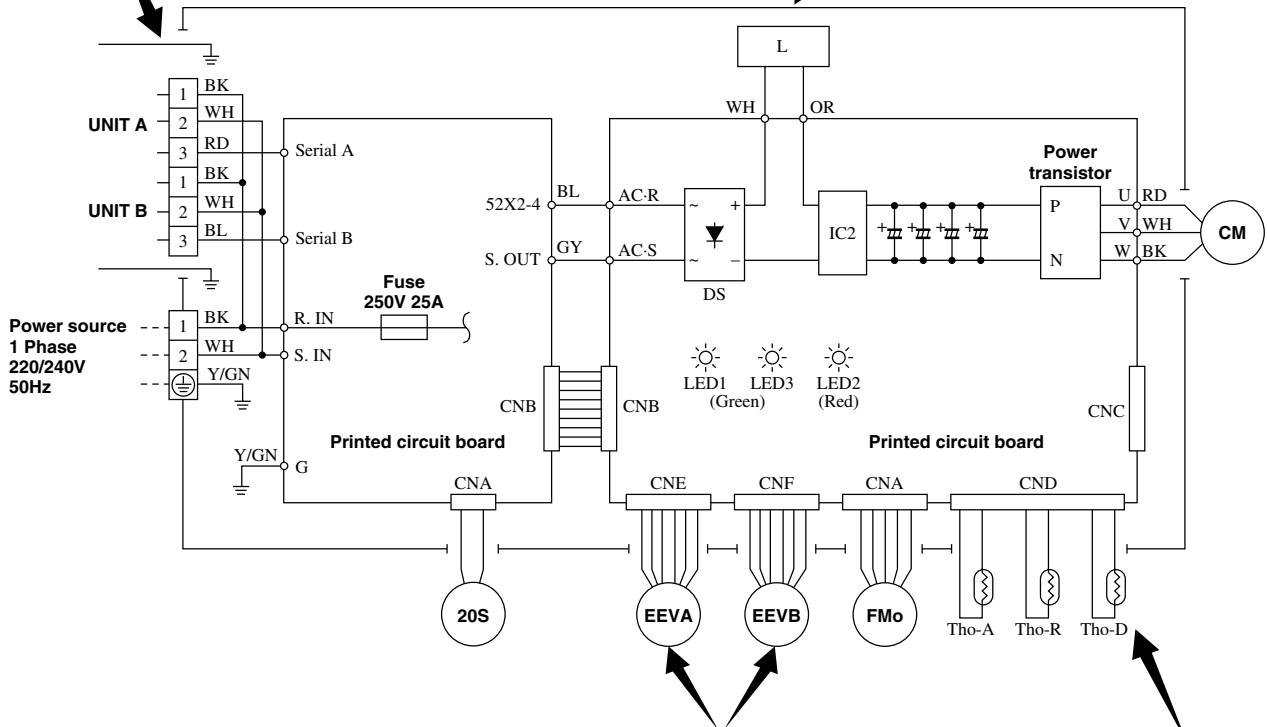 L
WH
OR
1
BK
UNIT A
2
WH
3
RD
Serial A
1
BK
UNIT B
2
WH
3
BL
Serial B
52X2-4
BL
AC·R
S. OUT
GY
AC·S
~
+
~
−
DS
IC2
+
+
+
+
Power
transistor
P
N
U
RD
V
WH
W
BK
CM
Fuse
250V 25A
Power source
1 Phase
220/240V
50Hz
1
BK
R. IN
2
WH
S. IN
Y/GN
LED1
LED3
LED2
(Green)
(Red)
CNB
CNB
CNC
Printed circuit board
Printed circuit board
Y/GN
G
CNA
CNE
CNF
CNA
CND
20S
EEVA
EEVB
FMo
Tho-A
Tho-R
Tho-D